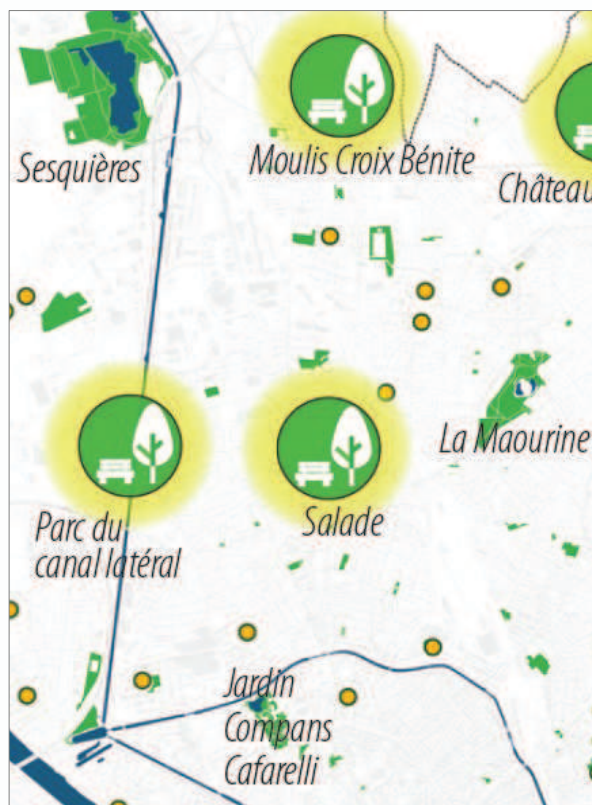 Sesquières
Moulis Croix Bénite
Château
La Maourine
Parc du
canal latéral
Salade
Jardin
Compans
Cafarelli